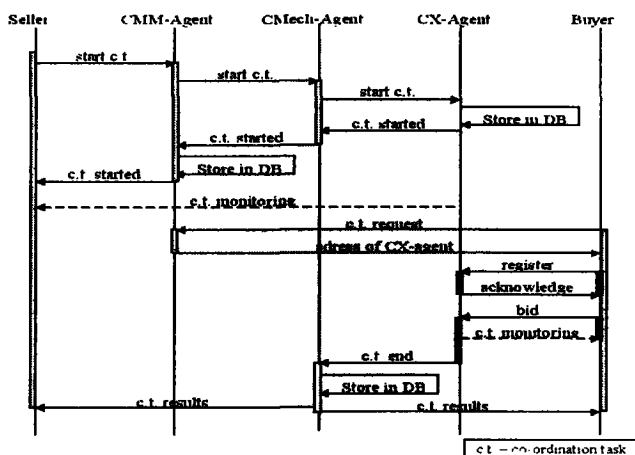 Seller CMM-Agent CMech-Agent CX-Agent Buyer
start c.t
start c.t.
start c.t.
Store in DB
c.t. started
c.t. started
Store in DB
c.t. started
c.t. monitoring
c.t. request
adress of CX-agent
register
acknowledge
bid
c.t. monitoring
c.t. end
Store in DB
c.t. results
c.t. results
c.t. – co-ordination task